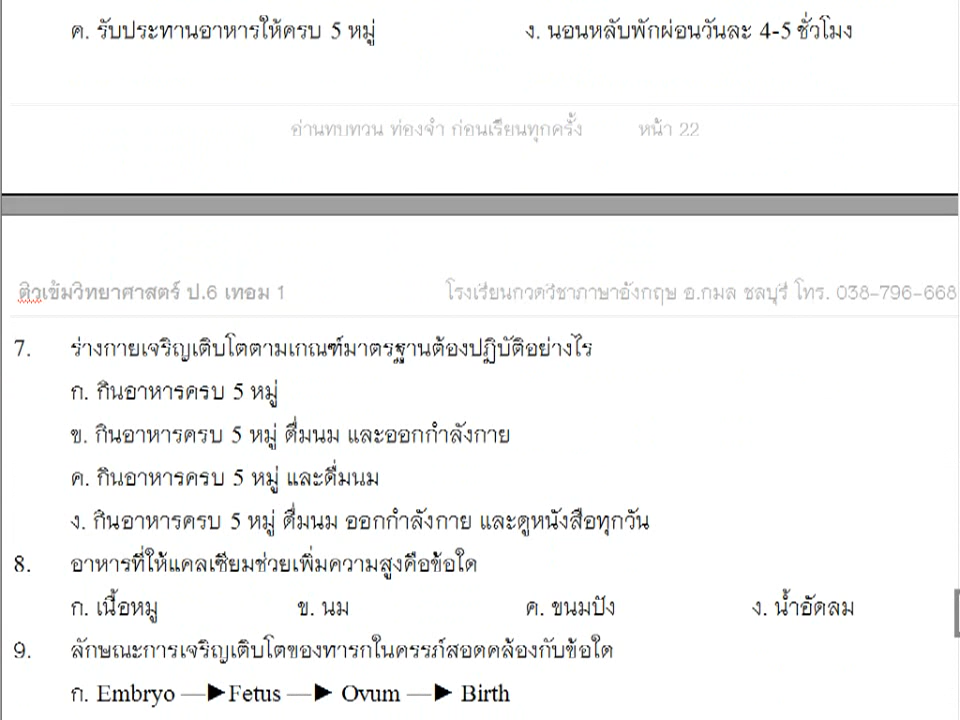 ค. รับประทานอาหารให้ครบ 5 หมู่ ง. นอนหลับพักผ่อนวันละ 4-5 ชั่วโมง
อ่านทบทวน ท่องจำ ก่อนเรียนทุกครั้ง หน้า 22
ติวเข้มวิทยาศาสตร์ ป.6 เทอม 1 โรงเรียนกวดวิชาภาษาอังกฤษ อ.กมล ชลบุรี โทร. 038-796-668
7. ร่างกายเจริญเติบโตตามเกณฑ์มาตรฐานต้องปฏิบัติอย่างไร
ก. กินอาหารครบ 5 หมู่
ข. กินอาหารครบ 5 หมู่ ดื่มนม และออกกำลังกาย
ค. กินอาหารครบ 5 หมู่ และดื่มนม
ง. กินอาหารครบ 5 หมู่ ดื่มนม ออกกำลังกาย และดูหนังสือทุกวัน
8. อาหารที่ให้แคลเซียมช่วยเพิ่มความสูงคือข้อใด
ก. เนื้อหมู ข. นม ค. ขนมปัง ง. น้ำอัดลม
9. ลักษณะการเจริญเติบโตของทารกในครรภ์สอดคล้องกับข้อใด
ก. Embryo —► Fetus —► Ovum —► Birth